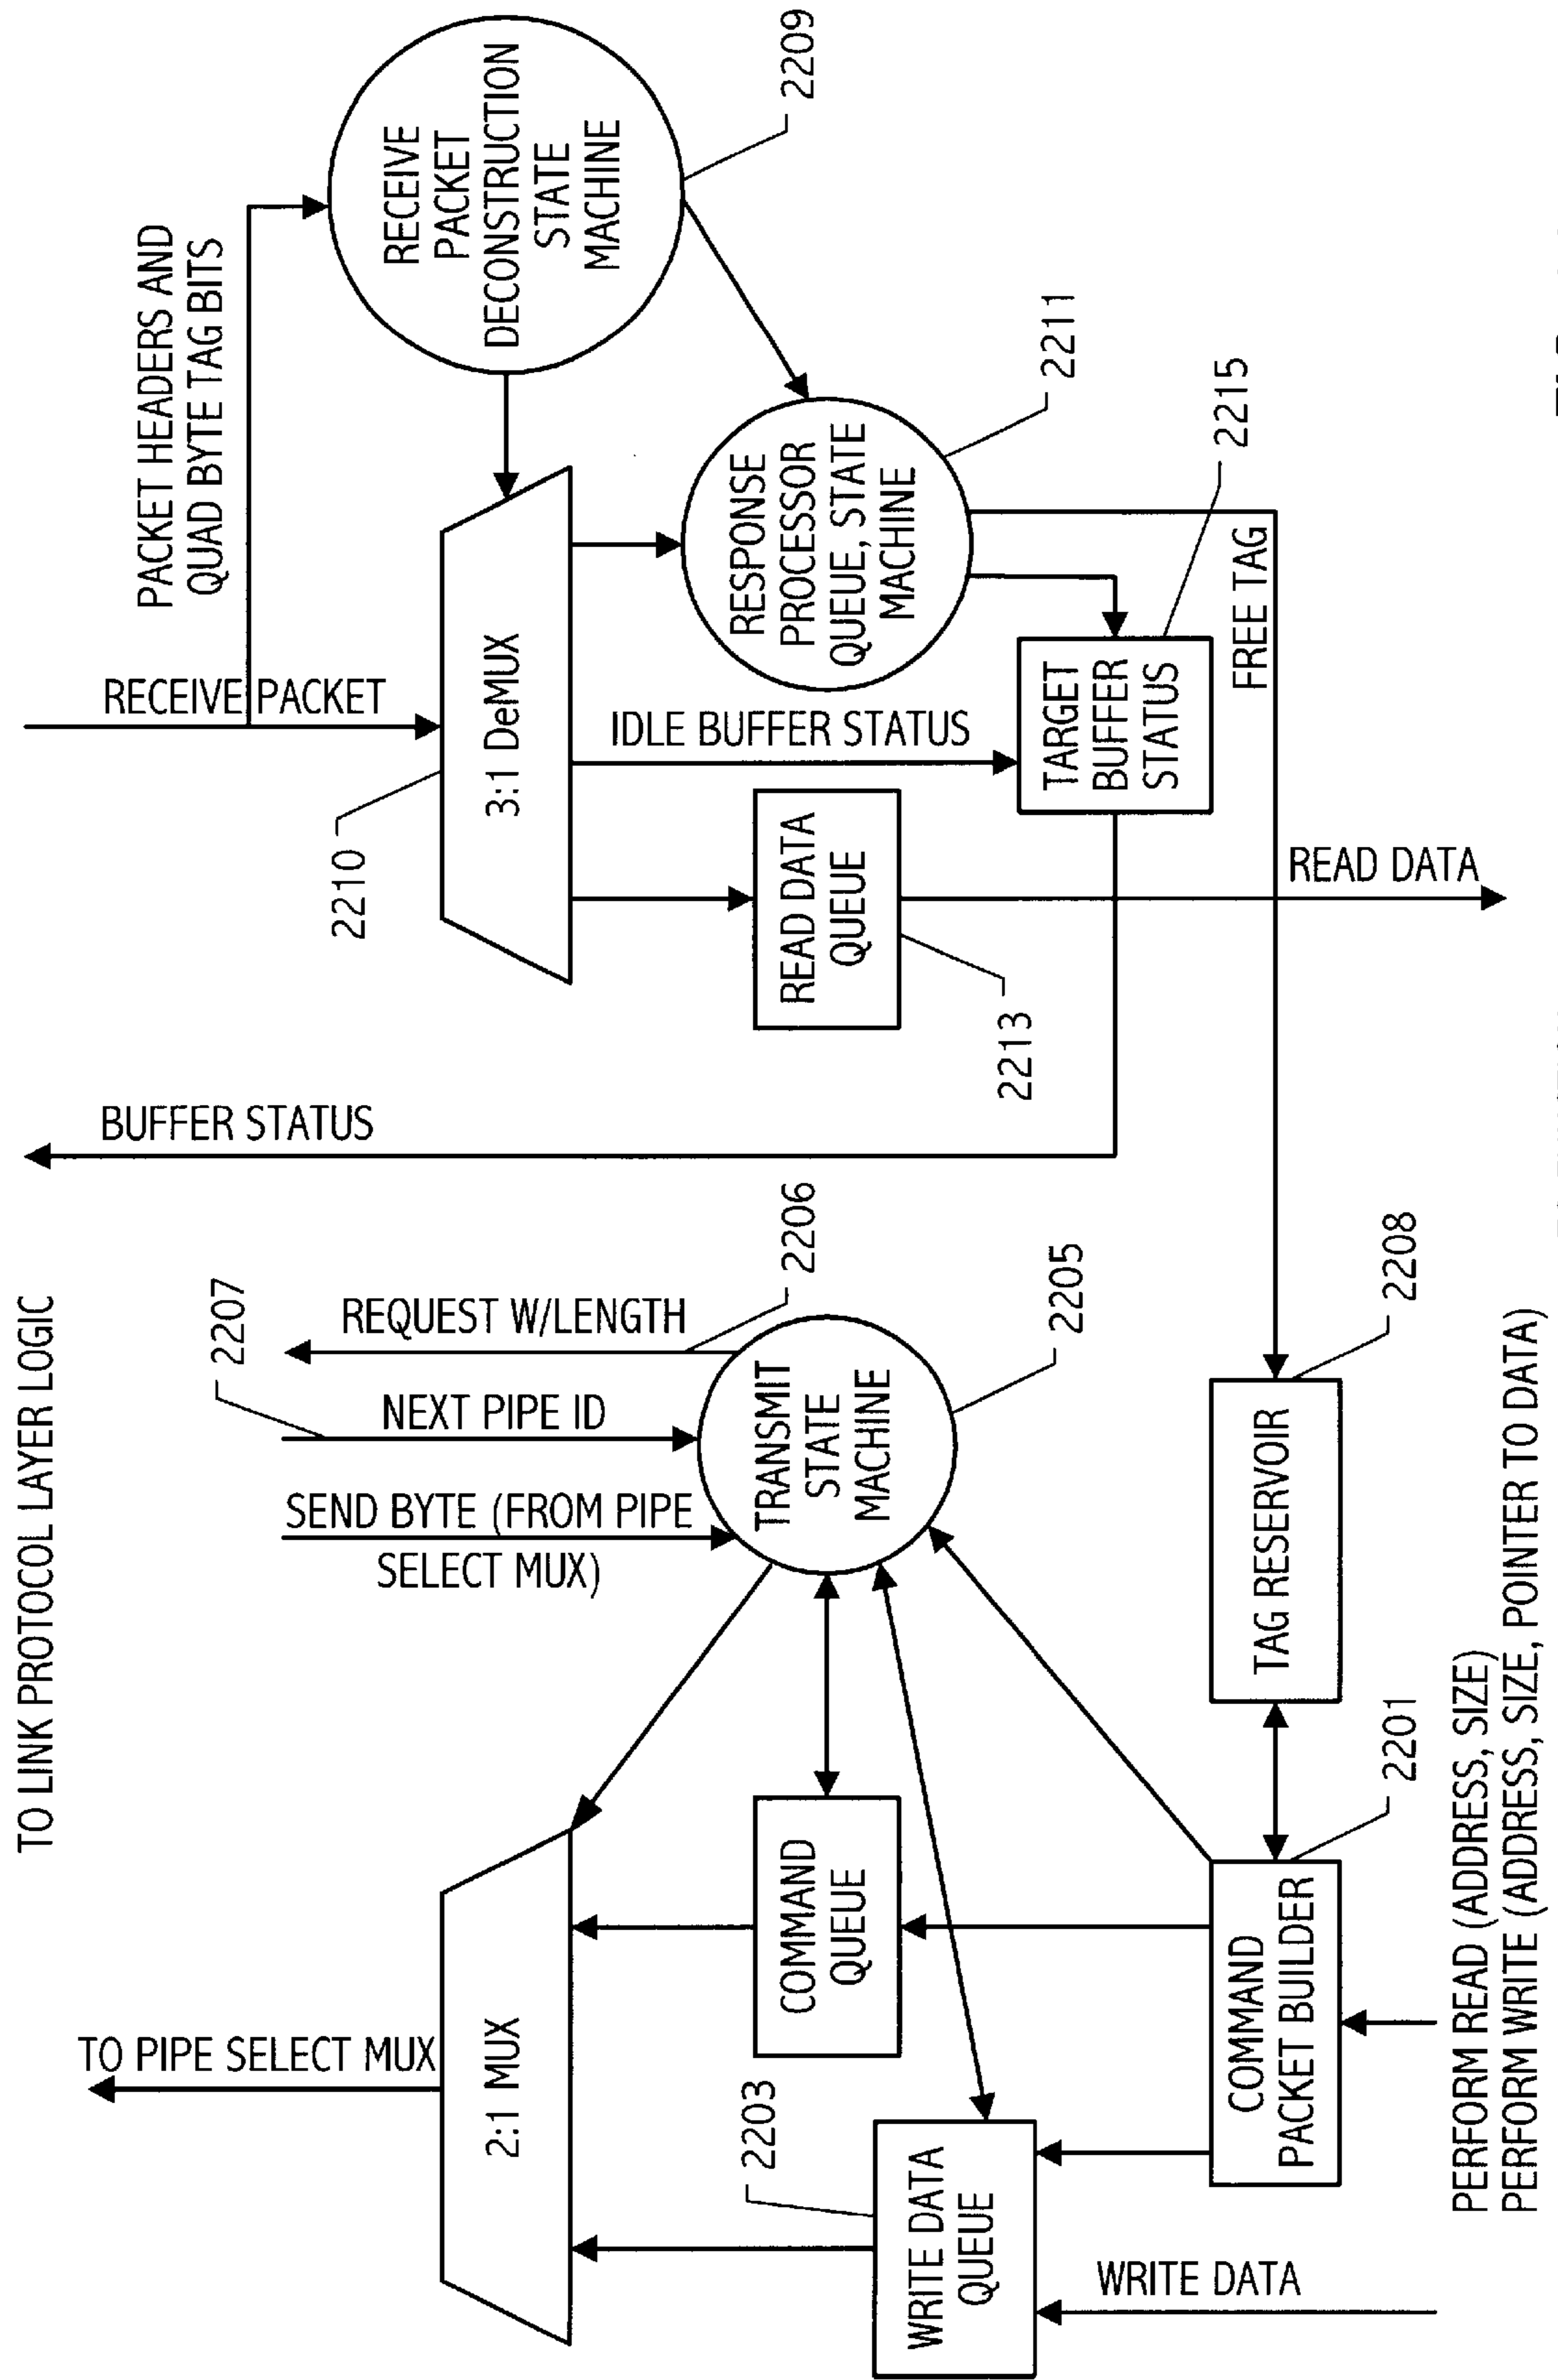 TO LINK PROTOCOL LAYER LOGIC
TO PIPE SELECT MUX
2:1 MUX
SEND BYTE (FROM PIPE
SELECT MUX)
NEXT PIPE ID
2207
REQUEST W/LENGTH
2206
TRANSMIT
STATE
MACHINE
2205
COMMAND
QUEUE
2203
WRITE DATA
QUEUE
WRITE DATA
COMMAND
PACKET BUILDER
2201
TAG RESERVOIR
2208
PERFORM READ (ADDRESS, SIZE)
PERFORM WRITE (ADDRESS, SIZE, POINTER TO DATA)
BUFFER STATUS
RECEIVE PACKET
PACKET HEADERS AND
QUAD BYTE TAG BITS
RECEIVE
PACKET
DECONSTRUCTION
STATE
MACHINE
2209
2210
3:1 DeMUX
IDLE BUFFER STATUS
RESPONSE
PROCESSOR
QUEUE, STATE
MACHINE
2211
READ DATA
QUEUE
2213
TARGET
BUFFER
STATUS
2215
FREE TAG
READ DATA